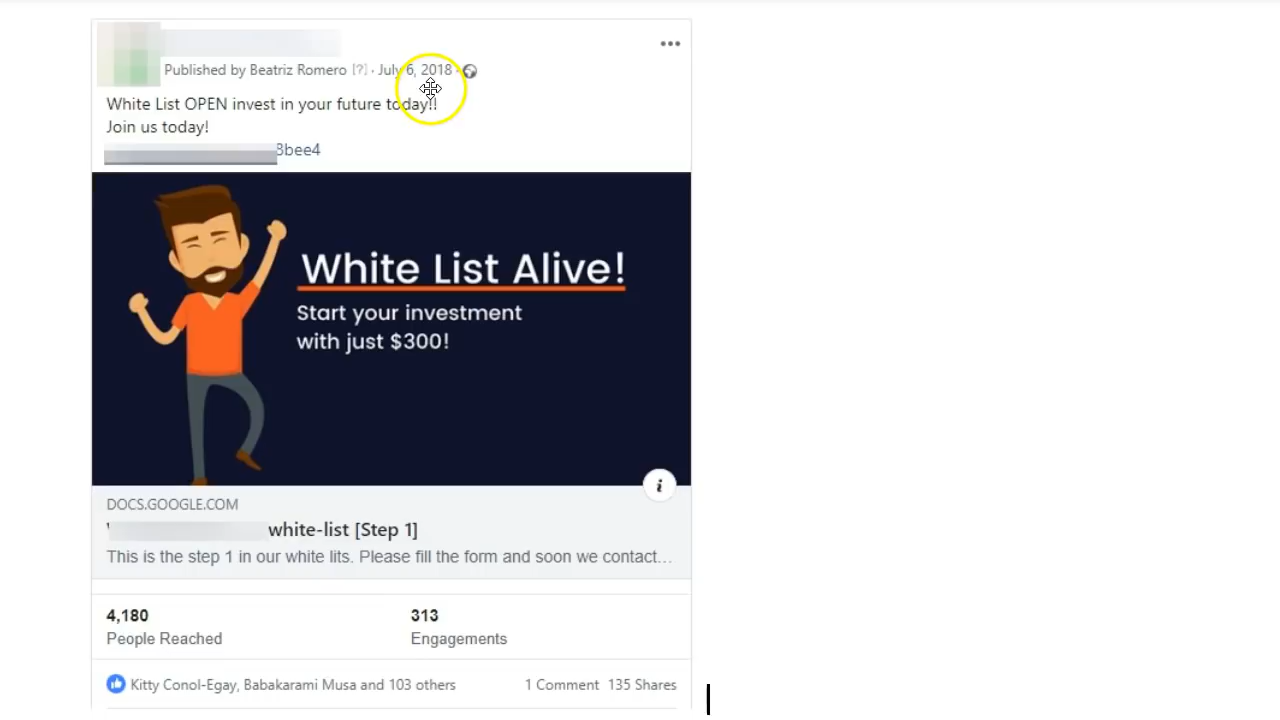 Published by Beatriz Romero [?] · July 6, 2018 ·
White List OPEN invest in your future today!!
Join us today!
8bee4
White List Alive!
Start your investment
with just $300!
i
DOCS.GOOGLE.COM
white-list [Step 1]
This is the step 1 in our white lits. Please fill the form and soon we contact...
4,180 313
People Reached Engagements
Kitty Conol-Egay, Babakarami Musa and 103 others 1 Comment 135 Shares